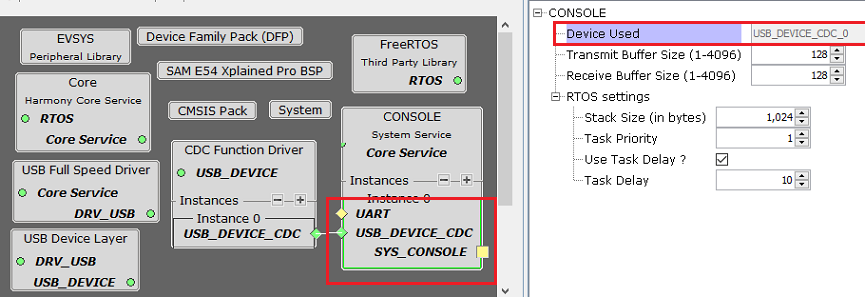 EVSYS
Peripheral Library
Device Family Pack (DFP)
SAM E54 Xplained Pro BSP
FreeRTOS
Third Party Library
RTOS
Core
Harmony Core Service
RTOS
Core Service
CMSIS Pack
System
CONSOLE
System Service
Core Service
Instances
Instance 0
UART
USB_DEVICE_CDC
SYS_CONSOLE
CDC Function Driver
USB_DEVICE
Instances
Instance 0
USB_DEVICE_CDC
USB Full Speed Driver
Core Service
DRV_USB
USB Device Layer
DRV_USB
USB_DEVICE
CONSOLE
Device Used USB_DEVICE_CDC_0
Transmit Buffer Size (1-4096) 128
Receive Buffer Size (1-4096) 128
RTOS settings
Stack Size (in bytes) 1,024
Task Priority 1
Use Task Delay ?
Task Delay 10